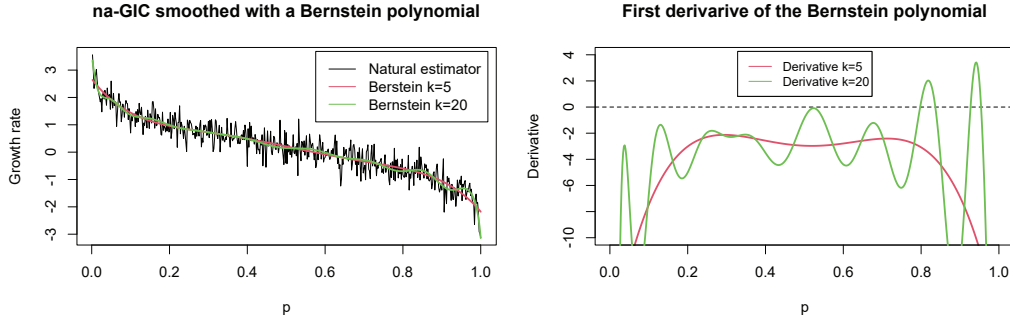 na-GIC smoothed with a Bernstein polynomial
Growth rate
3
2
1
0
-1
-2
-3
Natural estimator
Berstein k=5
Bernstein k=20
0.0 0.2 0.4 0.6 0.8 1.0
p
First derivarive of the Bernstein polynomial
Derivative
4
2
0
-2
-6
-10
Derivative k=5
Derivative k=20
0.0 0.2 0.4 0.6 0.8 1.0
p